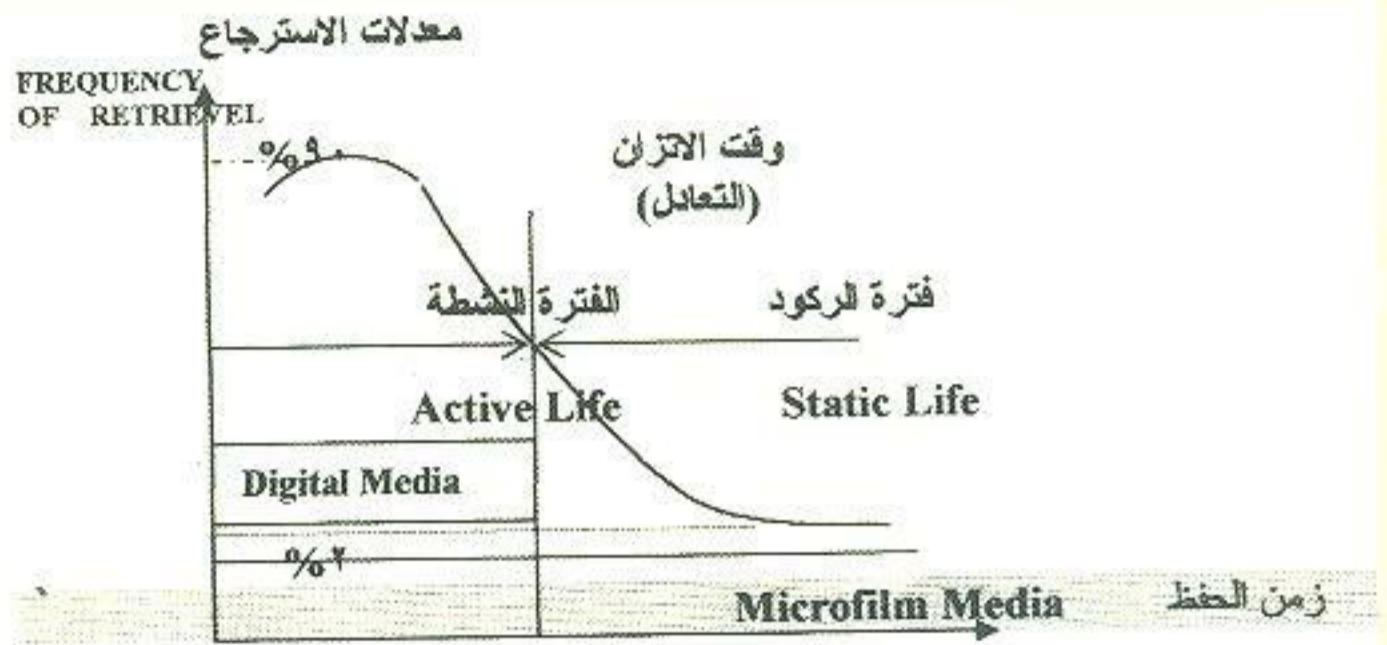 معدلات الاسترجاع
FREQUENCY
OF RETRIEVEL
%٩٠
وقت الاتزان
(التعادل)
الفترة النشطة
فترة الركود
Active Life
Static Life
Digital Media
%٢
Microfilm Media
زمن الحفظ